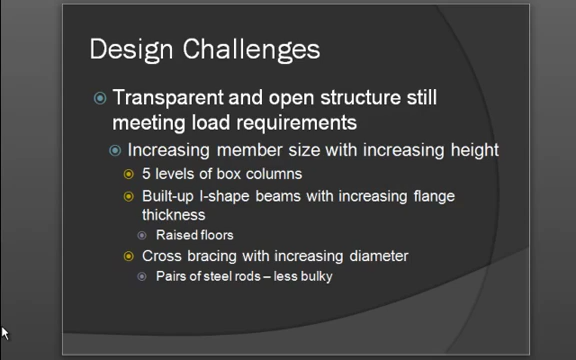 Design Challenges
Transparent and open structure still
meeting load requirements
Increasing member size with increasing height
5 levels of box columns
Built-up I-shape beams with increasing flange
thickness
Raised floors
Cross bracing with increasing diameter
Pairs of steel rods – less bulky